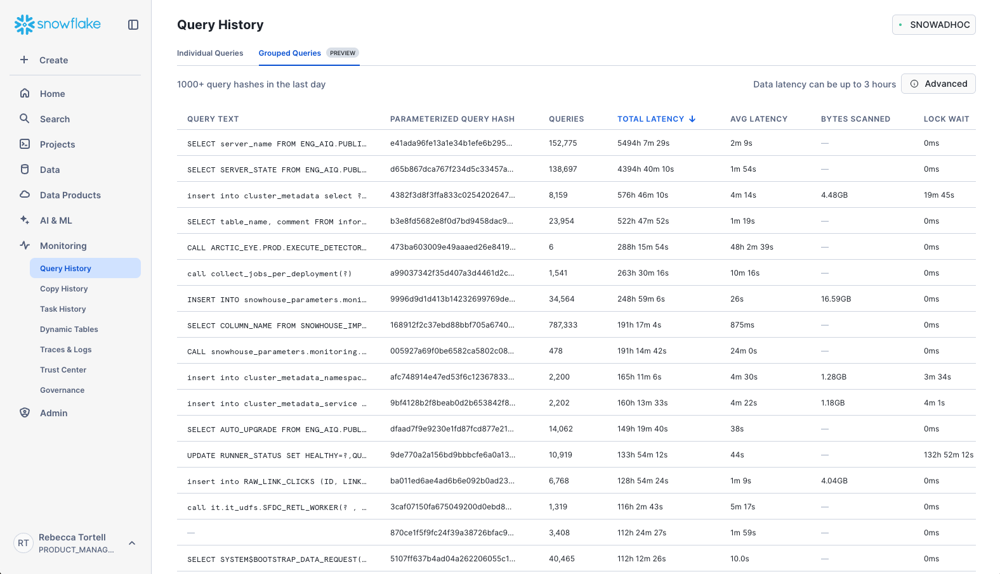 snowflake
Create
Home
Search
Projects
Data
Data Products
AI & ML
Monitoring
Query History
Copy History
Task History
Dynamic Tables
Traces & Logs
Trust Center
Governance
Admin
RT
Rebecca Tortell
PRODUCT_MANAG...
Query History
SNOWADHOC
Individual Queries Grouped Queries PREVIEW
1000+ query hashes in the last day Data latency can be up to 3 hours Advanced
QUERY TEXT PARAMETERIZED QUERY HASH QUERIES TOTAL LATENCY ↓ AVG LATENCY BYTES SCANNED LOCK WAIT
SELECT server_name FROM ENG_AIQ.PUBLI… e41ada96fe13a1e34b1efe6b295... 152,775 5494h 7m 29s 2m 9s — 0ms
SELECT SERVER_STATE FROM ENG_AIQ.PUBL… d65b867dca767f234d5c33457a... 138,697 4394h 40m 10s 1m 54s — 0ms
insert into cluster_metadata select ?… 4382f3d8f3ffa833c0254202647... 8,159 576h 46m 10s 4m 14s 4.48GB 19m 45s
SELECT table_name, comment FROM infor… b3e8fd5682e8f0d7bd9458dac9... 23,954 522h 47m 52s 1m 19s — 0ms
CALL ARCTIC_EYE.PROD.EXECUTE_DETECTOR… 473ba603009e49aaaed26e8419... 6 288h 15m 54s 48h 2m 39s — 0ms
call collect_jobs_per_deployment(?) a99037342f35d407a3d4461d2c... 1,541 263h 30m 16s 10m 16s — 0ms
INSERT INTO snowhouse_parameters.moni… 9996d9d1d413b14232699769de... 34,564 248h 59m 6s 26s 16.59GB 0ms
SELECT COLUMN_NAME FROM SNOWHOUSE_IMP… 168912f2c37ebd88bbf705a6740... 787,333 191h 17m 4s 875ms — 0ms
CALL snowhouse_parameters.monitoring.… 005927a69f0be6582ca5802c08... 478 191h 14m 42s 24m 0s — 0ms
insert into cluster_metadata_namespac… afc748914e47ed53f6c12367833... 2,200 165h 11m 6s 4m 30s 1.28GB 3m 34s
insert into cluster_metadata_service … 9bf4128b2f8beab0d2b653842f8... 2,202 160h 13m 33s 4m 22s 1.18GB 4m 1s
SELECT AUTO_UPGRADE FROM ENG_AIQ.PUBL… dfaad7f9e9230e1fd87fcd877e21... 14,062 149h 19m 40s 38s — 0ms
UPDATE RUNNER_STATUS SET HEALTHY=?,QU… 9de770a2a156bd9bbbcfe6a0a13... 10,919 133h 54m 12s 44s — 132h 52m 12s
insert into RAW_LINK_CLICKS (ID, LINK… ba011ed6ae4ad6b6e092b0ad23... 6,768 128h 54m 24s 1m 9s 4.04GB 0ms
call it.it_udfs.SFDC_RETL_WORKER(? , … 3caf07150fa675049200d0ebd8... 1,319 116h 2m 43s 5m 17s — 0ms
— 870ce1f5f9fc24f39a38726bfac9... 3,408 112h 24m 27s 1m 59s — 0ms
SELECT SYSTEM$BOOTSTRAP_DATA_REQUEST(… 5107ff637b4ad04a262206055c1... 40,465 112h 12m 26s 10.0s — 0ms